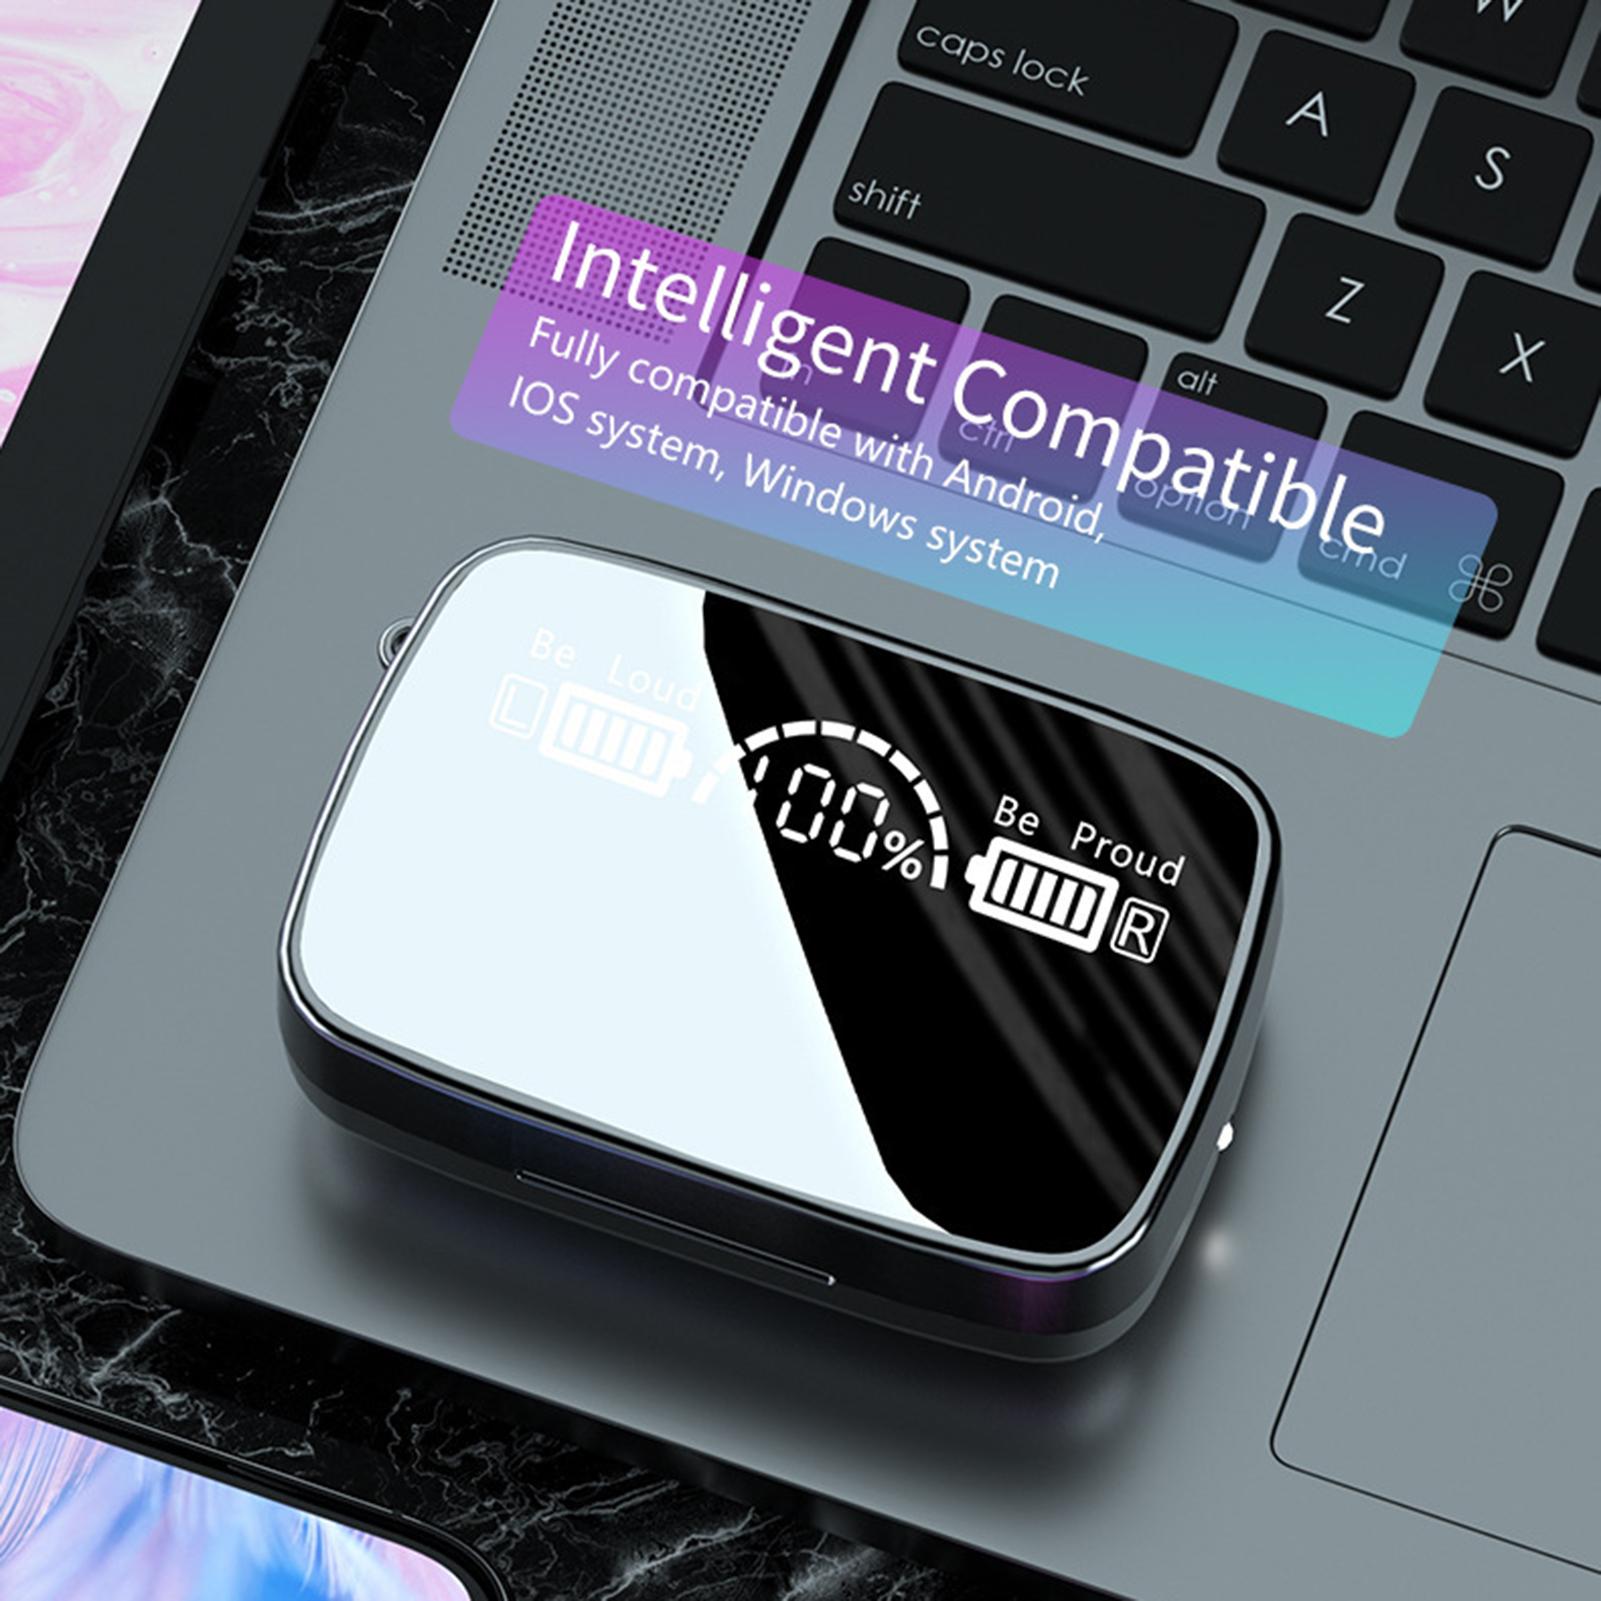 W
caps lock
A
S
shift
Z
X
Intelligent Compatible
Fully compatible with Android,
IOS system, Windows system
alt
ctrl
option
cmd ⌘
Be Loud
L
100%
Be Proud
R